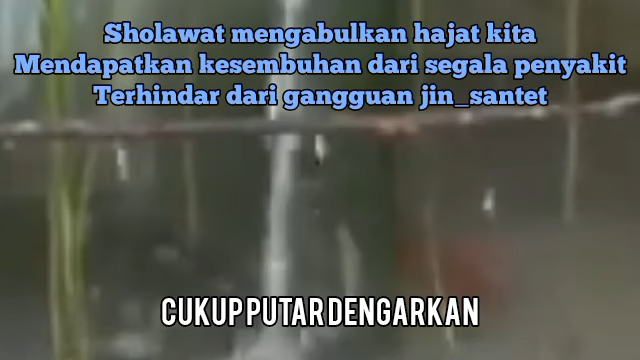 Sholawat mengabulkan hajat kita
Mendapatkan kesembuhan dari segala penyakit
Terhindar dari gangguan jin_santet
CUKUP PUTAR DENGARKAN